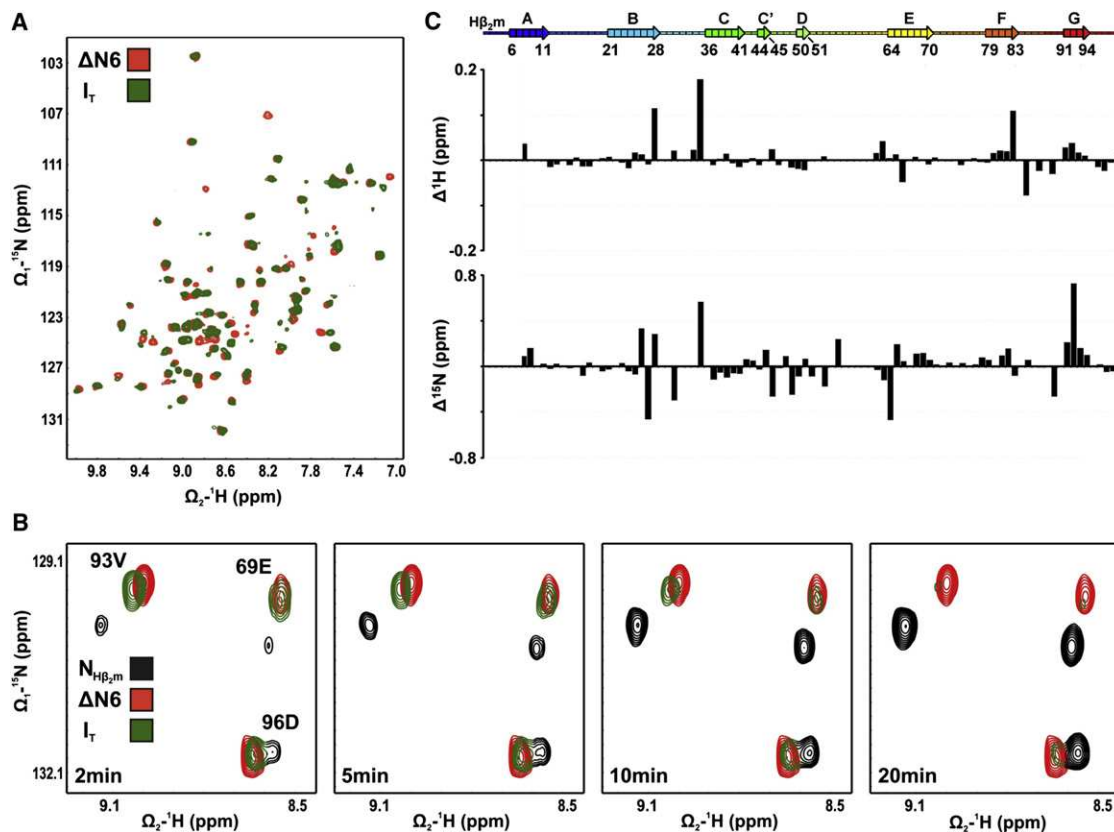 A
ΔN6
I_T
103
107
111
115
119
123
127
131
Ω₁-¹⁵N (ppm)
9.8 9.4 9.0 8.6 8.2 7.8 7.4 7.0
Ω₂-¹H (ppm)
C
Hβ₂m
A B C C' D E F G
6 11 21 28 36 41 44 45 50 51 64 70 79 83 91 94
0.2
Δ¹H (ppm)
-0.2
0.8
Δ¹⁵N (ppm)
-0.8
B
129.1
Ω₁-¹⁵N (ppm)
132.1
93V
69E
N_Hβ₂m
ΔN6
I_T
96D
2min
5min
10min
20min
9.1 8.5
9.1 8.5
9.1 8.5
9.1 8.5
Ω₂-¹H (ppm)
Ω₂-¹H (ppm)
Ω₂-¹H (ppm)
Ω₂-¹H (ppm)